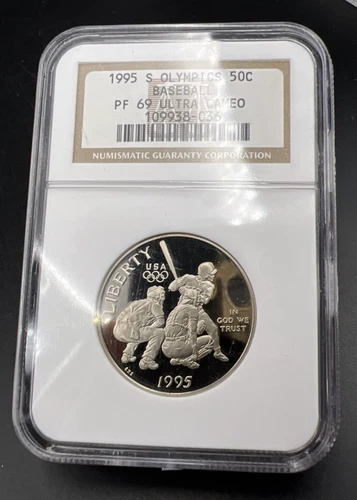 1995 S OLYMPICS 50C
BASEBALL
PF 69 ULTRA CAMEO
109938-036
NUMISMATIC GUARANTY CORPORATION
LIBERTY
USA
IN
GOD WE
TRUST
1995